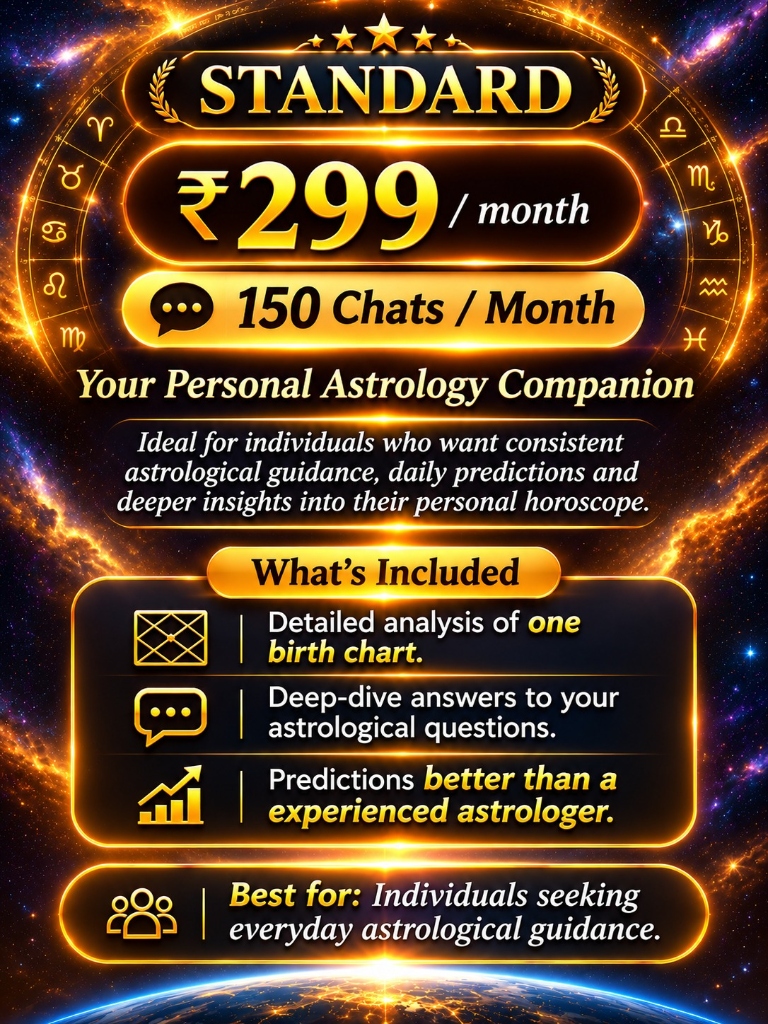 STANDARD
₹299 / month
150 Chats / Month
Your Personal Astrology Companion
Ideal for individuals who want consistent
astrological guidance, daily predictions and
deeper insights into their personal horoscope.
What's Included
Detailed analysis of one
birth chart.
Deep-dive answers to your
astrological questions.
Predictions better than a
experienced astrologer.
Best for: Individuals seeking
everyday astrological guidance.